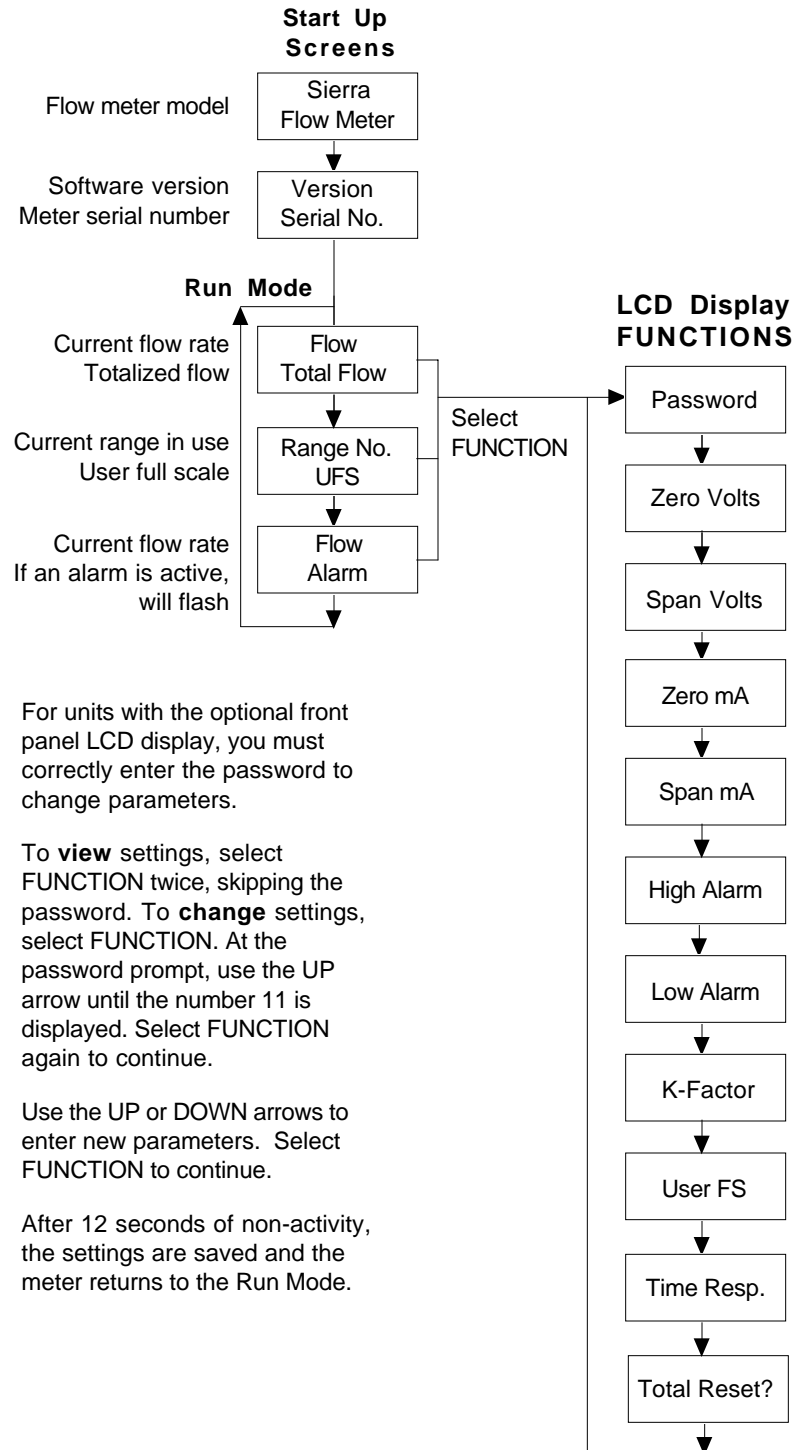 Start Up
Screens
Flow meter model
Sierra
Flow Meter
Software version
Meter serial number
Version
Serial No.
Run Mode
Current flow rate
Totalized flow
Flow
Total Flow
Current range in use
User full scale
Range No.
UFS
Current flow rate
If an alarm is active,
will flash
Flow
Alarm
Select
FUNCTION
LCD Display
FUNCTIONS
Password
Zero Volts
Span Volts
Zero mA
Span mA
High Alarm
Low Alarm
K-Factor
User FS
Time Resp.
Total Reset?
For units with the optional front
panel LCD display, you must
correctly enter the password to
change parameters.
To view settings, select
FUNCTION twice, skipping the
password. To change settings,
select FUNCTION. At the
password prompt, use the UP
arrow until the number 11 is
displayed. Select FUNCTION
again to continue.
Use the UP or DOWN arrows to
enter new parameters. Select
FUNCTION to continue.
After 12 seconds of non-activity,
the settings are saved and the
meter returns to the Run Mode.